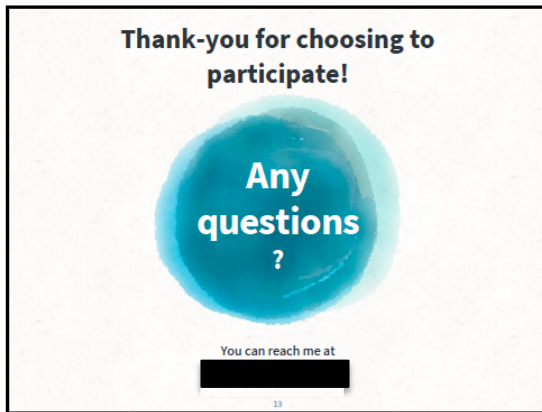 Thank-you for choosing to
participate!
Any
questions
?
You can reach me at
13